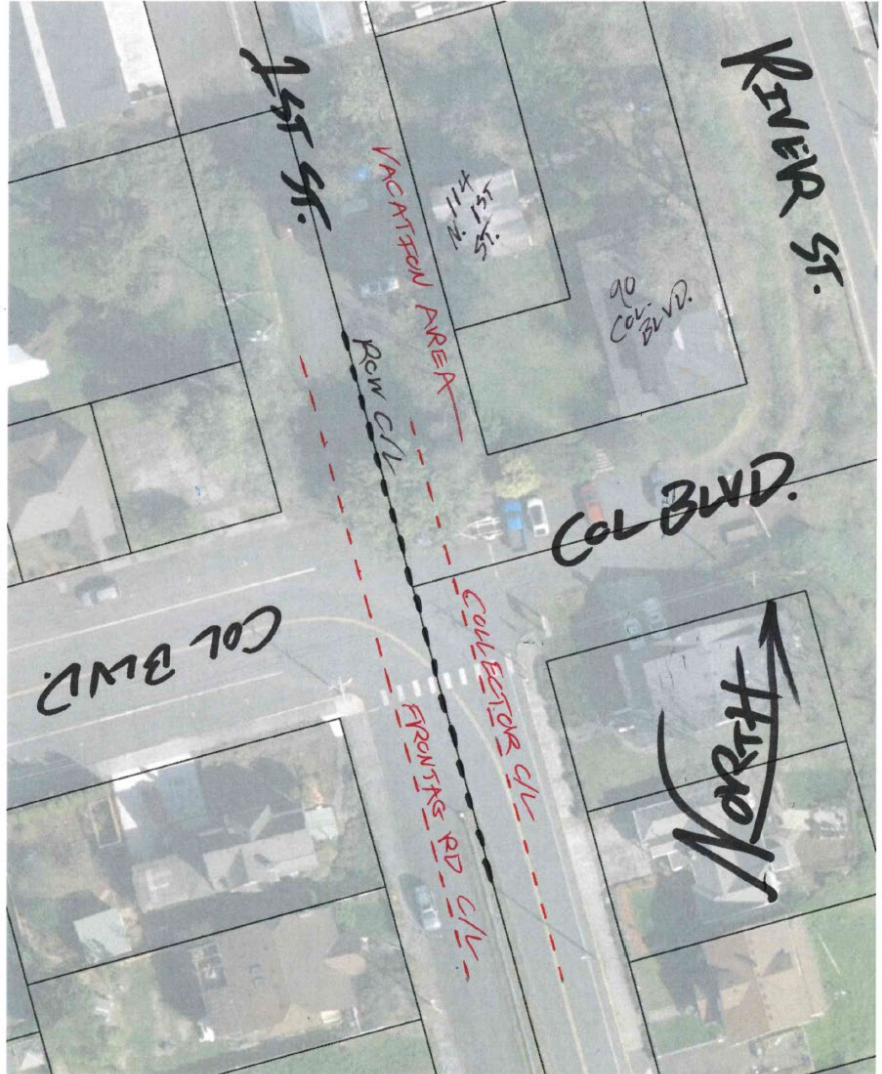 1ST ST.
RIVER ST.
VACATION AREA
114
N. 1ST
ST.
90
COL.
BLVD.
ROW C/L
COL BLVD.
COL BLVD.
COLLECTOR C/L
FRONTAG RD C/L
NORTH